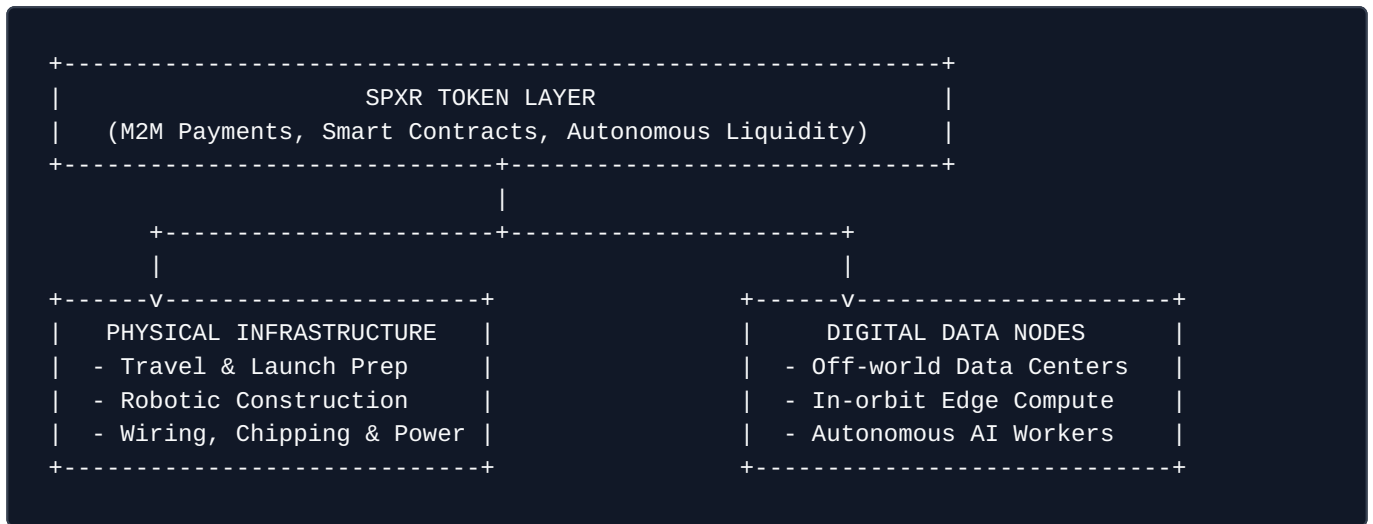 +-------------------------------------------------------------+
|                     SPXR TOKEN LAYER                        |
|   (M2M Payments, Smart Contracts, Autonomous Liquidity)     |
+------------------------------+------------------------------+
                               |
       +-----------------------+-----------------------+
       |                                               |
+------v----------------------+                 +------v----------------------+
|   PHYSICAL INFRASTRUCTURE   |                 |     DIGITAL DATA NODES      |
|  - Travel & Launch Prep     |                 |  - Off-world Data Centers   |
|  - Robotic Construction     |                 |  - In-orbit Edge Compute    |
|  - Wiring, Chipping & Power |                 |  - Autonomous AI Workers    |
+-----------------------------+                 +-----------------------------+